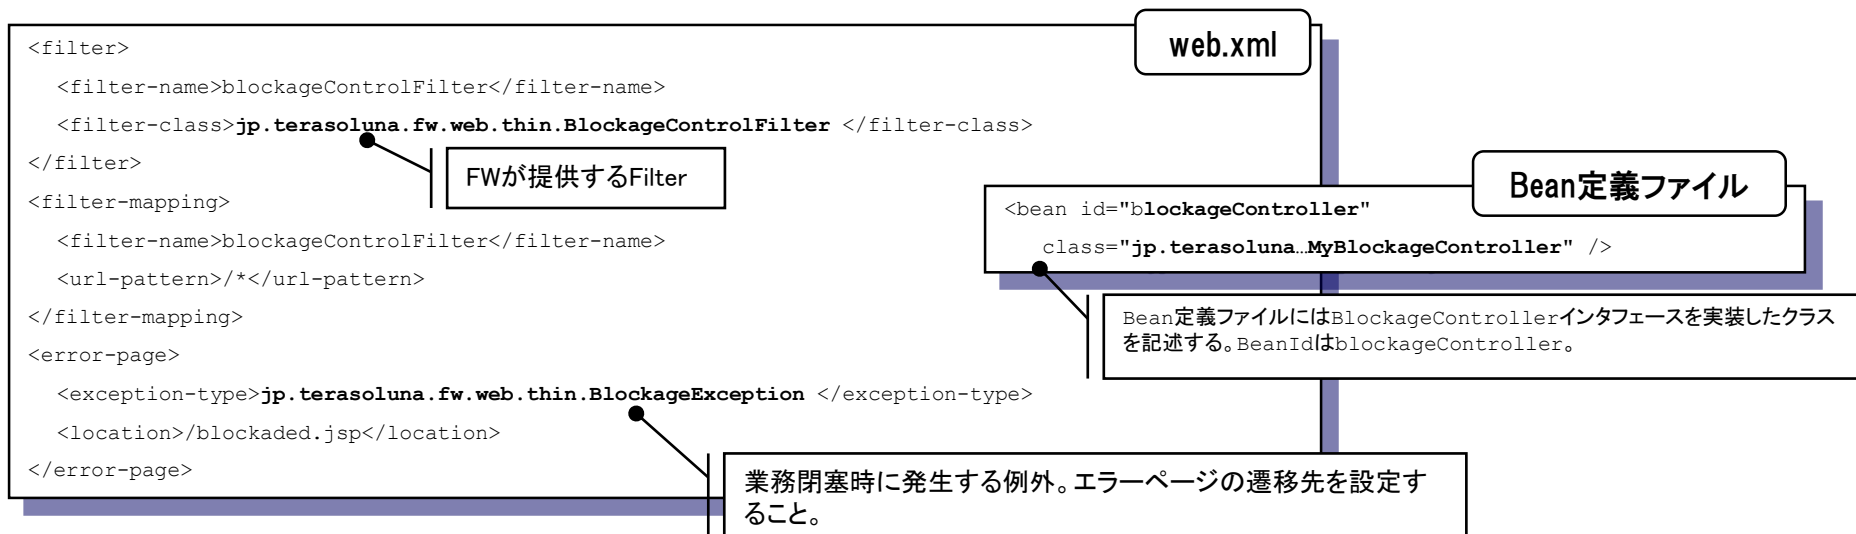 web.xml
<filter>
<filter-name>blockageControlFilter</filter-name>
<filter-class>jp.terasoluna.fw.web.thin.BlockageControlFilter </filter-class>
</filter>
FWが提供するFilter
<filter-mapping>
<filter-name>blockageControlFilter</filter-name>
<url-pattern>/*</url-pattern>
</filter-mapping>
<error-page>
<exception-type>jp.terasoluna.fw.web.thin.BlockageException </exception-type>
<location>/blockaded.jsp</location>
</error-page>
業務閉塞時に発生する例外。エラーページの遷移先を設定す
ること。
Bean定義ファイル
<bean id="blockageController"
class="jp.terasoluna…MyBlockageController" />
Bean定義ファイルにはBlockageControllerインタフェースを実装したクラス
を記述する。BeanIdはblockageController。